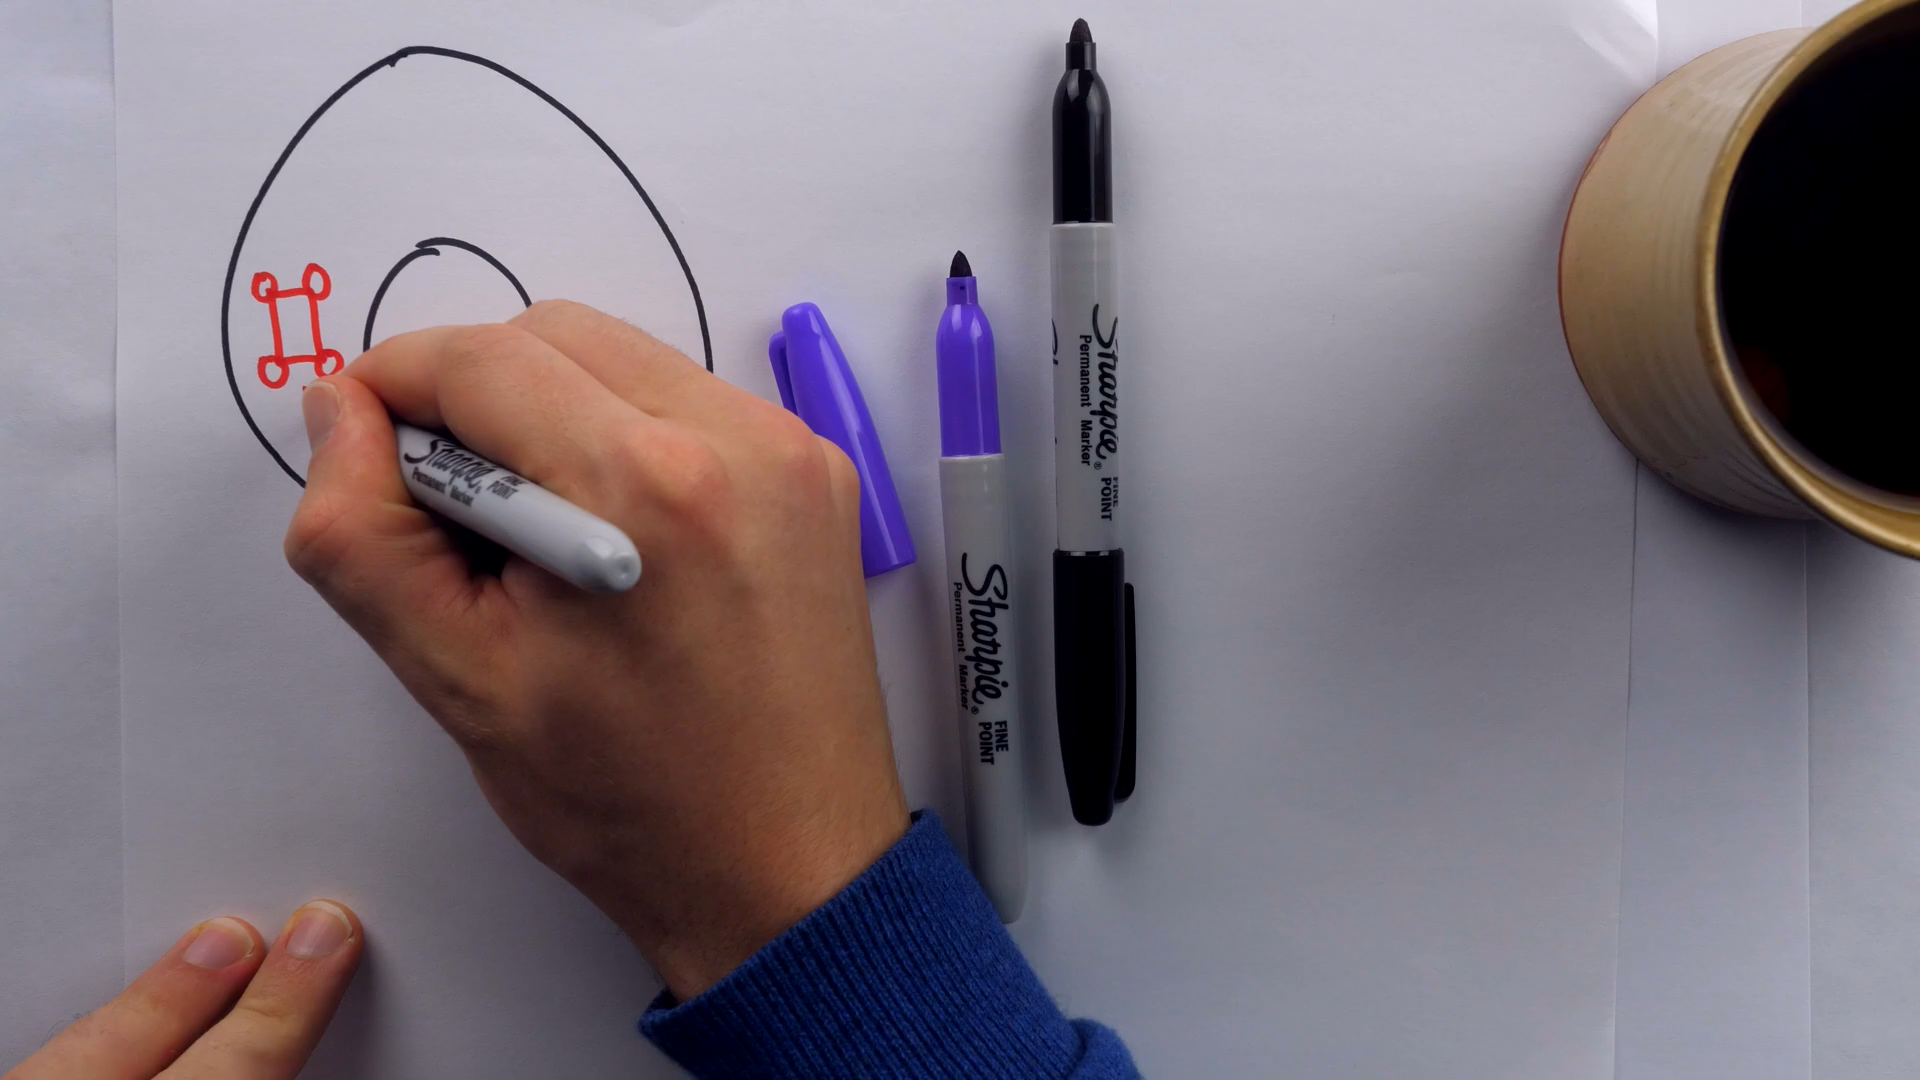 Sharpie®
Permanent Marker
FINE
POINT
Sharpie®
Permanent Marker
FINE
POINT
Sharpie®
Permanent Marker
FINE
POINT